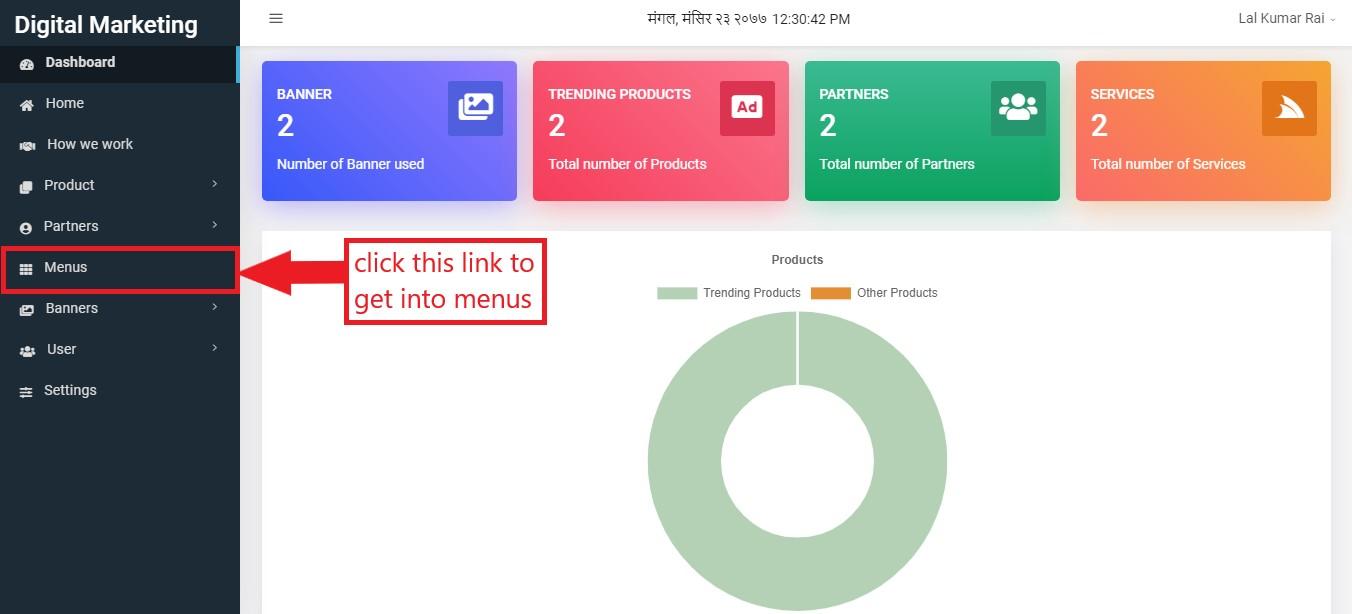 Digital Marketing
मंगल, मंसिर २३ २०७७ 12:30:42 PM
Lal Kumar Rai
Dashboard
Home
How we work
Product
Partners
Menus
Banners
User
Settings
BANNER
2
Number of Banner used
TRENDING PRODUCTS
2
Total number of Products
Ad
PARTNERS
2
Total number of Partners
SERVICES
2
Total number of Services
click this link to
get into menus
Products
Trending Products Other Products